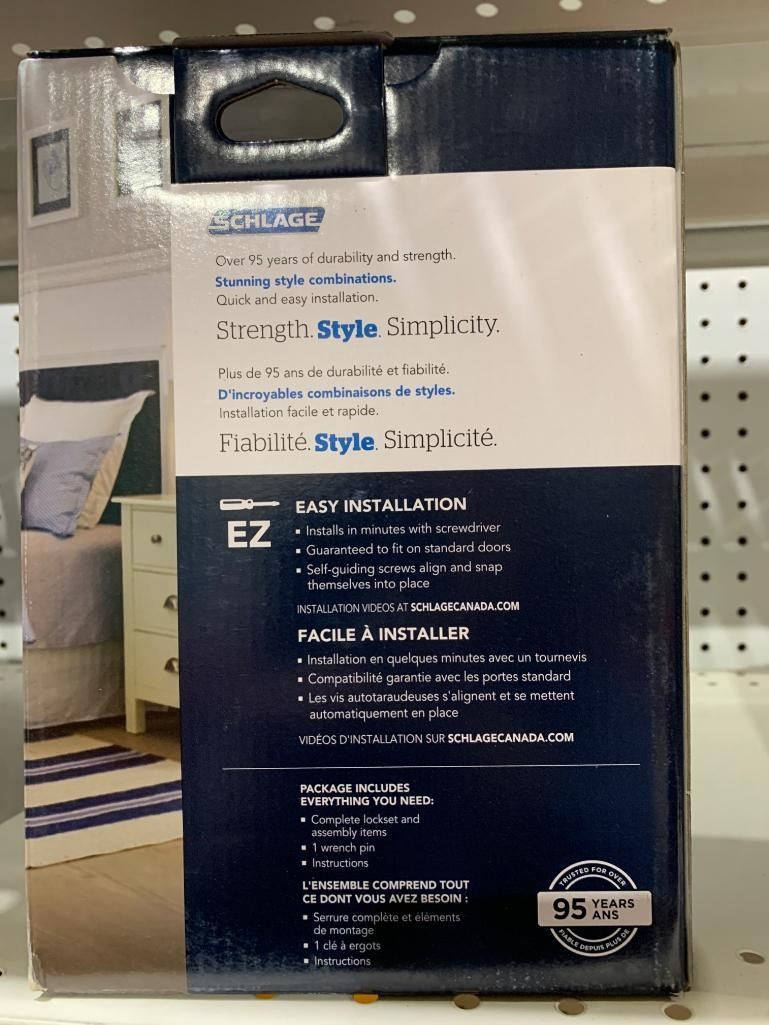 SCHLAGE
Over 95 years of durability and strength.
Stunning style combinations.
Quick and easy installation.
Strength. Style. Simplicity.
Plus de 95 ans de durabilité et fiabilité.
D'incroyables combinaisons de styles.
Installation facile et rapide.
Fiabilité. Style. Simplicité.
EZ
EASY INSTALLATION
▪ Installs in minutes with screwdriver
▪ Guaranteed to fit on standard doors
▪ Self-guiding screws align and snap
themselves into place
INSTALLATION VIDEOS AT SCHLAGECANADA.COM
FACILE À INSTALLER
▪ Installation en quelques minutes avec un tournevis
▪ Compatibilité garantie avec les portes standard
▪ Les vis autotaraudeuses s'alignent et se mettent
automatiquement en place
VIDÉOS D'INSTALLATION SUR SCHLAGECANADA.COM
PACKAGE INCLUDES
EVERYTHING YOU NEED:
▪ Complete lockset and
assembly items
▪ 1 wrench pin
▪ Instructions
L'ENSEMBLE COMPREND TOUT
CE DONT VOUS AVEZ BESOIN :
▪ Serrure complète et éléments
de montage
▪ 1 clé à ergots
▪ Instructions
TRUSTED FOR OVER
95 YEARS
ANS
FIABLE DEPUIS PLUS DE